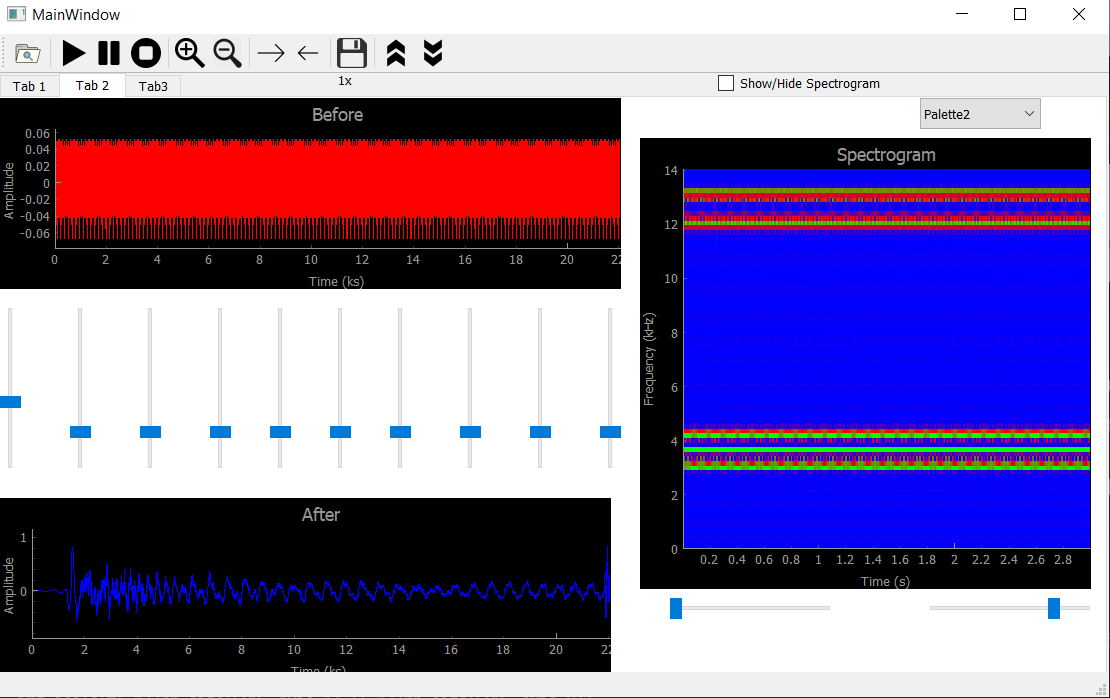 MainWindow
Tab 1 Tab 2 Tab3
1x
Show/Hide Spectrogram
Palette2
Before
Amplitude
0.06
0.04
0.02
0
-0.02
-0.04
-0.06
0 2 4 6 8 10 12 14 16 18 20 22
Time (ks)
After
Amplitude
1
0
0 2 4 6 8 10 12 14 16 18 20 22
Time (ks)
Spectrogram
Frequency (kHz)
14
12
10
8
6
4
2
0
0.2 0.4 0.6 0.8 1 1.2 1.4 1.6 1.8 2 2.2 2.4 2.6 2.8
Time (s)